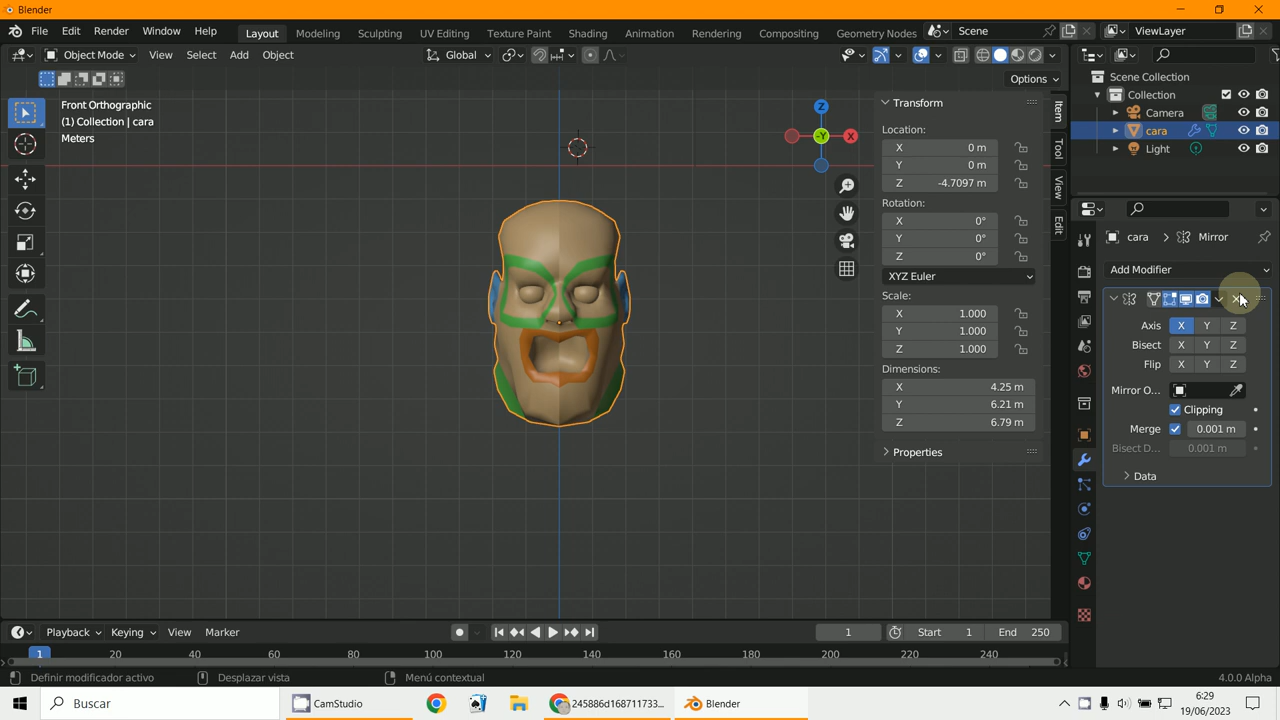 Blender
File Edit Render Window Help Layout Modeling Sculpting UV Editing Texture Paint Shading Animation Rendering Compositing Geometry Nodes Scene ViewLayer
Object Mode View Select Add Object Global
Options
Front Orthographic
(1) Collection | cara
Meters
Z
-Y
X
Transform
Location:
X 0 m
Y 0 m
Z -4.7097 m
Rotation:
X 0°
Y 0°
Z 0°
XYZ Euler
Scale:
X 1.000
Y 1.000
Z 1.000
Dimensions:
X 4.25 m
Y 6.21 m
Z 6.79 m
Properties
Item
Tool
View
Edit
Scene Collection
Collection
Camera
cara
Light
cara > Mirror
Add Modifier
Axis X Y Z
Bisect X Y Z
Flip X Y Z
Mirror O...
Clipping
Merge 0.001 m
Bisect D... 0.001 m
Data
Playback Keying View Marker 1 Start 1 End 250
1 20 40 60 80 100 120 140 160 180 200 220 240
Definir modificador activo Desplazar vista Menú contextual 4.0.0 Alpha
Buscar CamStudio 245886d168711733... Blender 6:29
19/06/2023